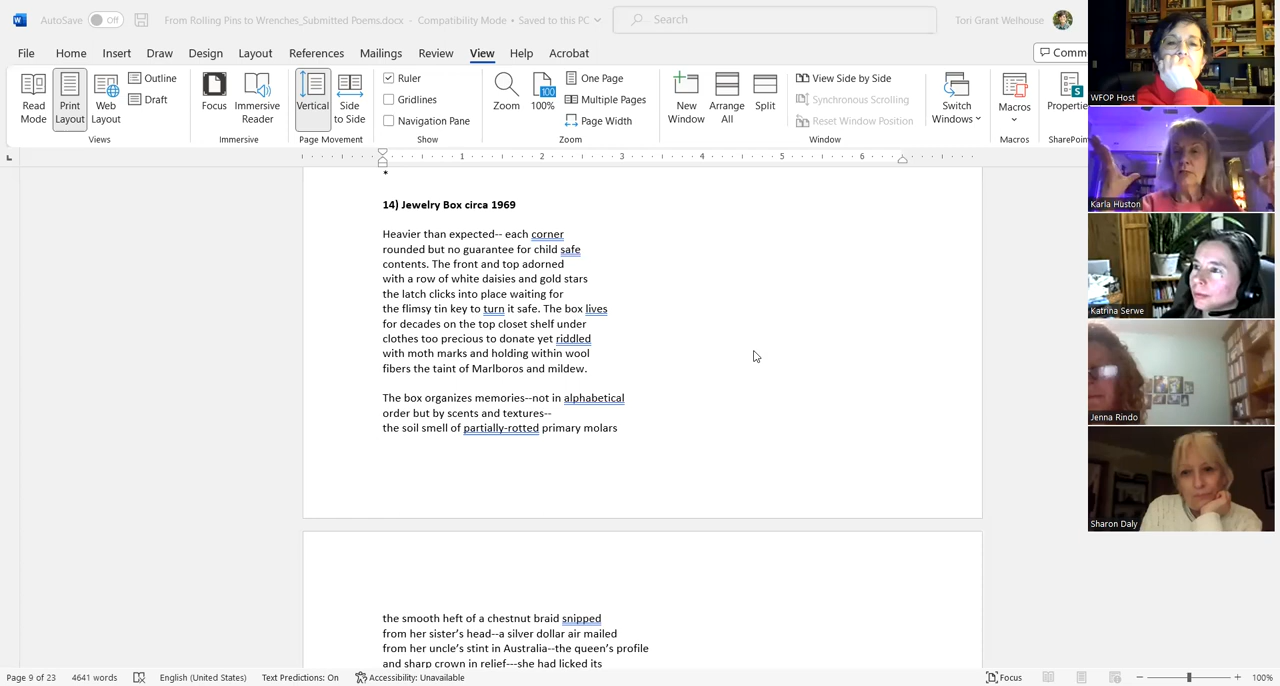 AutoSave Off From Rolling Pins to Wrenches_Submitted Poems.docx - Compatibility Mode • Saved to this PC Search Tori Grant Welhouse
File Home Insert Draw Design Layout References Mailings Review View Help Acrobat
Read Mode
Print Layout
Web Layout
Outline
Draft
Views
Focus
Immersive Reader
Immersive
Vertical
Side to Side
Page Movement
Ruler
Gridlines
Navigation Pane
Show
Zoom
100
100%
One Page
Multiple Pages
Page Width
Zoom
New Window
Arrange All
Split
View Side by Side
Synchronous Scrolling
Reset Window Position
Window
Switch Windows
Macros
Macros
1 2 3 4 5 6
*
14) Jewelry Box circa 1969
Heavier than expected-- each corner
rounded but no guarantee for child safe
contents. The front and top adorned
with a row of white daisies and gold stars
the latch clicks into place waiting for
the flimsy tin key to turn it safe. The box lives
for decades on the top closet shelf under
clothes too precious to donate yet riddled
with moth marks and holding within wool
fibers the taint of Marlboros and mildew.
The box organizes memories--not in alphabetical
order but by scents and textures--
the soil smell of partially-rotted primary molars
the smooth heft of a chestnut braid snipped
from her sister's head--a silver dollar air mailed
from her uncle's stint in Australia--the queen's profile
and sharp crown in relief---she had licked its
WFOP Host
Karla Huston
Katrina Serwe
Jenna Rindo
Sharon Daly
Page 9 of 23 4641 words English (United States) Text Predictions: On Accessibility: Unavailable Focus 100%